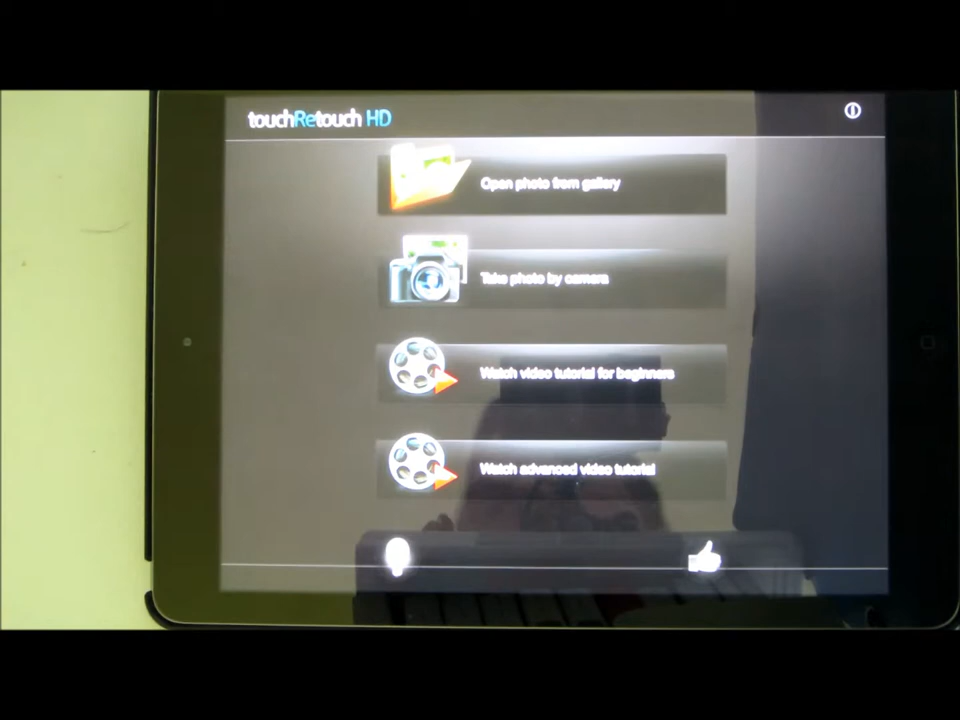 touchRetouch HD
Open photo from gallery
Take photo by camera
Watch video tutorial for beginners
Watch advanced video tutorial